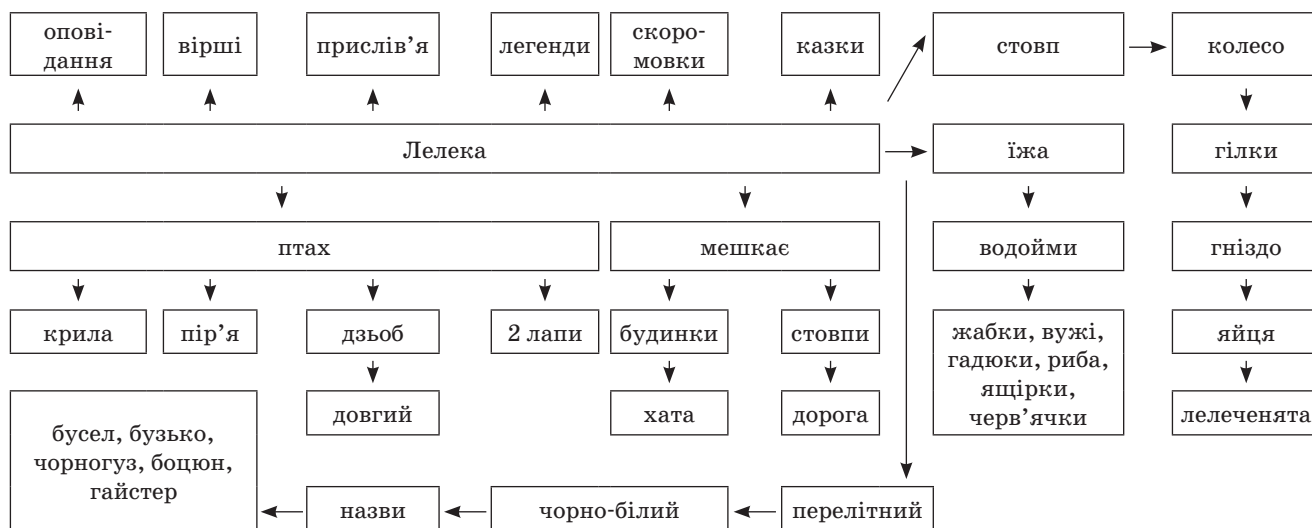 опові-
дання
вірші
прислів’я
легенди
скоро-
мовки
казки
стовп
колесо
Лелека
їжа
гілки
птах
мешкає
водойми
гніздо
крила
пір’я
дзьоб
2 лапи
будинки
стовпи
жабки, вужі,
гадюки, риба,
ящірки,
черв’ячки
яйця
довгий
хата
дорога
лелеченята
бусел, бузько,
чорногуз, боцюн,
гайстер
назви
чорно-білий
перелітний